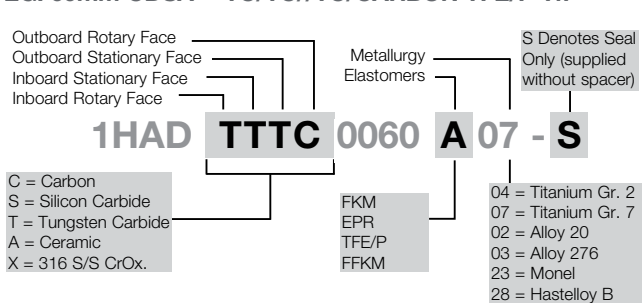 Outboard Rotary Face
Outboard Stationary Face
Inboard Stationary Face
Inboard Rotary Face
Metallurgy
Elastomers
S Denotes Seal
Only (supplied
without spacer)
1HAD TTTC 0060 A 07 - S
C = Carbon
S = Silicon Carbide
T = Tungsten Carbide
A = Ceramic
X = 316 S/S CrOx.
FKM
EPR
TFE/P
FFKM
04 = Titanium Gr. 2
07 = Titanium Gr. 7
02 = Alloy 20
03 = Alloy 276
23 = Monel
28 = Hastelloy B